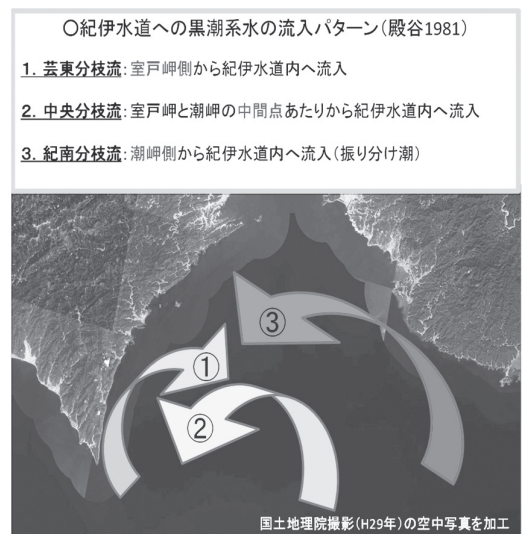 〇紀伊水道への黒潮系水の流入パターン(殿谷1981)
1. 芸東分枝流:室戸岬側から紀伊水道内へ流入
2. 中央分枝流:室戸岬と潮岬の中間点あたりから紀伊水道内へ流入
3. 紀南分枝流:潮岬側から紀伊水道内へ流入(振り分け潮)
③
①
②
国土地理院撮影(H29年)の空中写真を加工